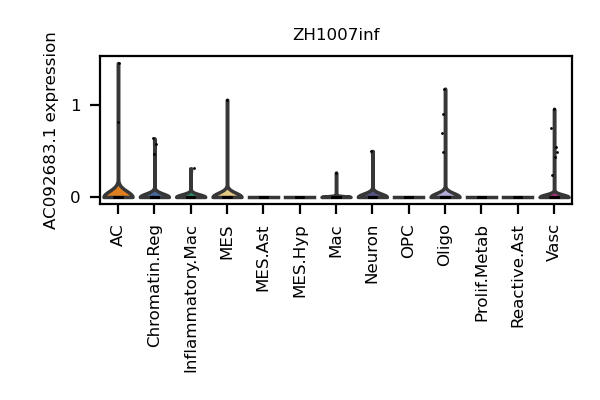 ZH1007inf
AC092683.1 expression
1
0
AC
Chromatin.Reg
Inflammatory.Mac
MES
MES.Ast
MES.Hyp
Mac
Neuron
OPC
Oligo
Prolif.Metab
Reactive.Ast
Vasc